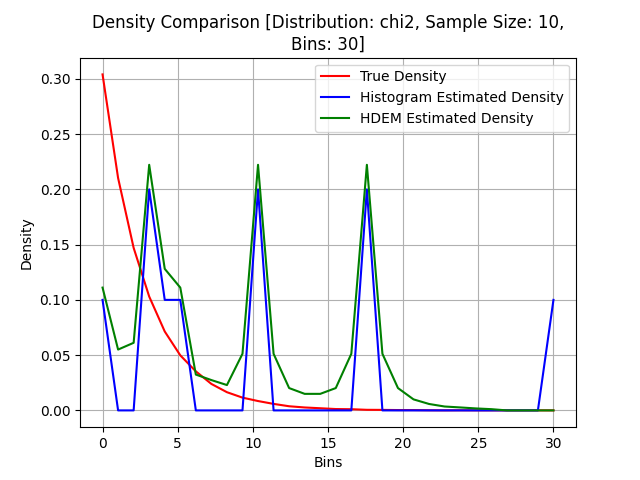 Density Comparison [Distribution: chi2, Sample Size: 10,
Bins: 30]
True Density
Histogram Estimated Density
HDEM Estimated Density
Density
0.30
0.25
0.20
0.15
0.10
0.05
0.00
0 5 10 15 20 25 30
Bins